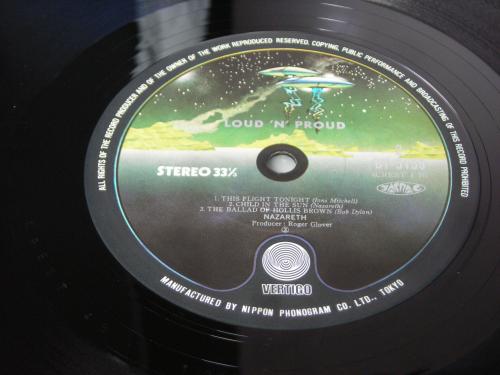 ALL RIGHTS OF THE RECORD PRODUCER AND OF THE OWNER OF THE WORK REPRODUCED RESERVED. COPYING, PUBLIC PERFORMANCE AND BROADCASTING OF THIS RECORD PROHIBITED
LOUD 'N' PROUD
STEREO 33⅓
1. THIS FLIGHT TONIGHT (Joni Mitchell)
2. CHILD IN THE SUN (Nazareth)
3. THE BALLAD OF HOLLIS BROWN (Bob Dylan)
NAZARETH
Producer : Roger Glover
VERTIGO
MANUFACTURED BY NIPPON PHONOGRAM CO. LTD., TOKYO